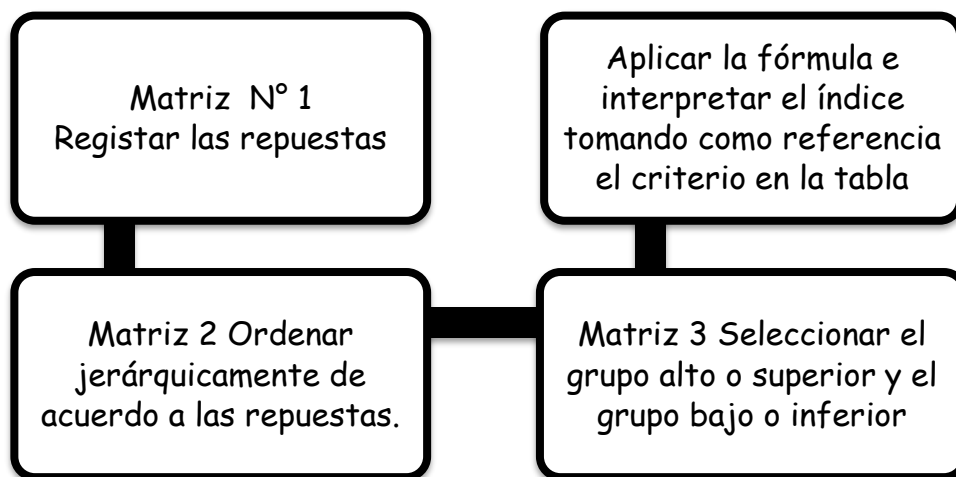 Matriz N° 1
Registar las repuestas
Matriz 2 Ordenar
jerárquicamente de
acuerdo a las repuestas.
Matriz 3 Seleccionar el
grupo alto o superior y el
grupo bajo o inferior
Aplicar la fórmula e
interpretar el índice
tomando como referencia
el criterio en la tabla